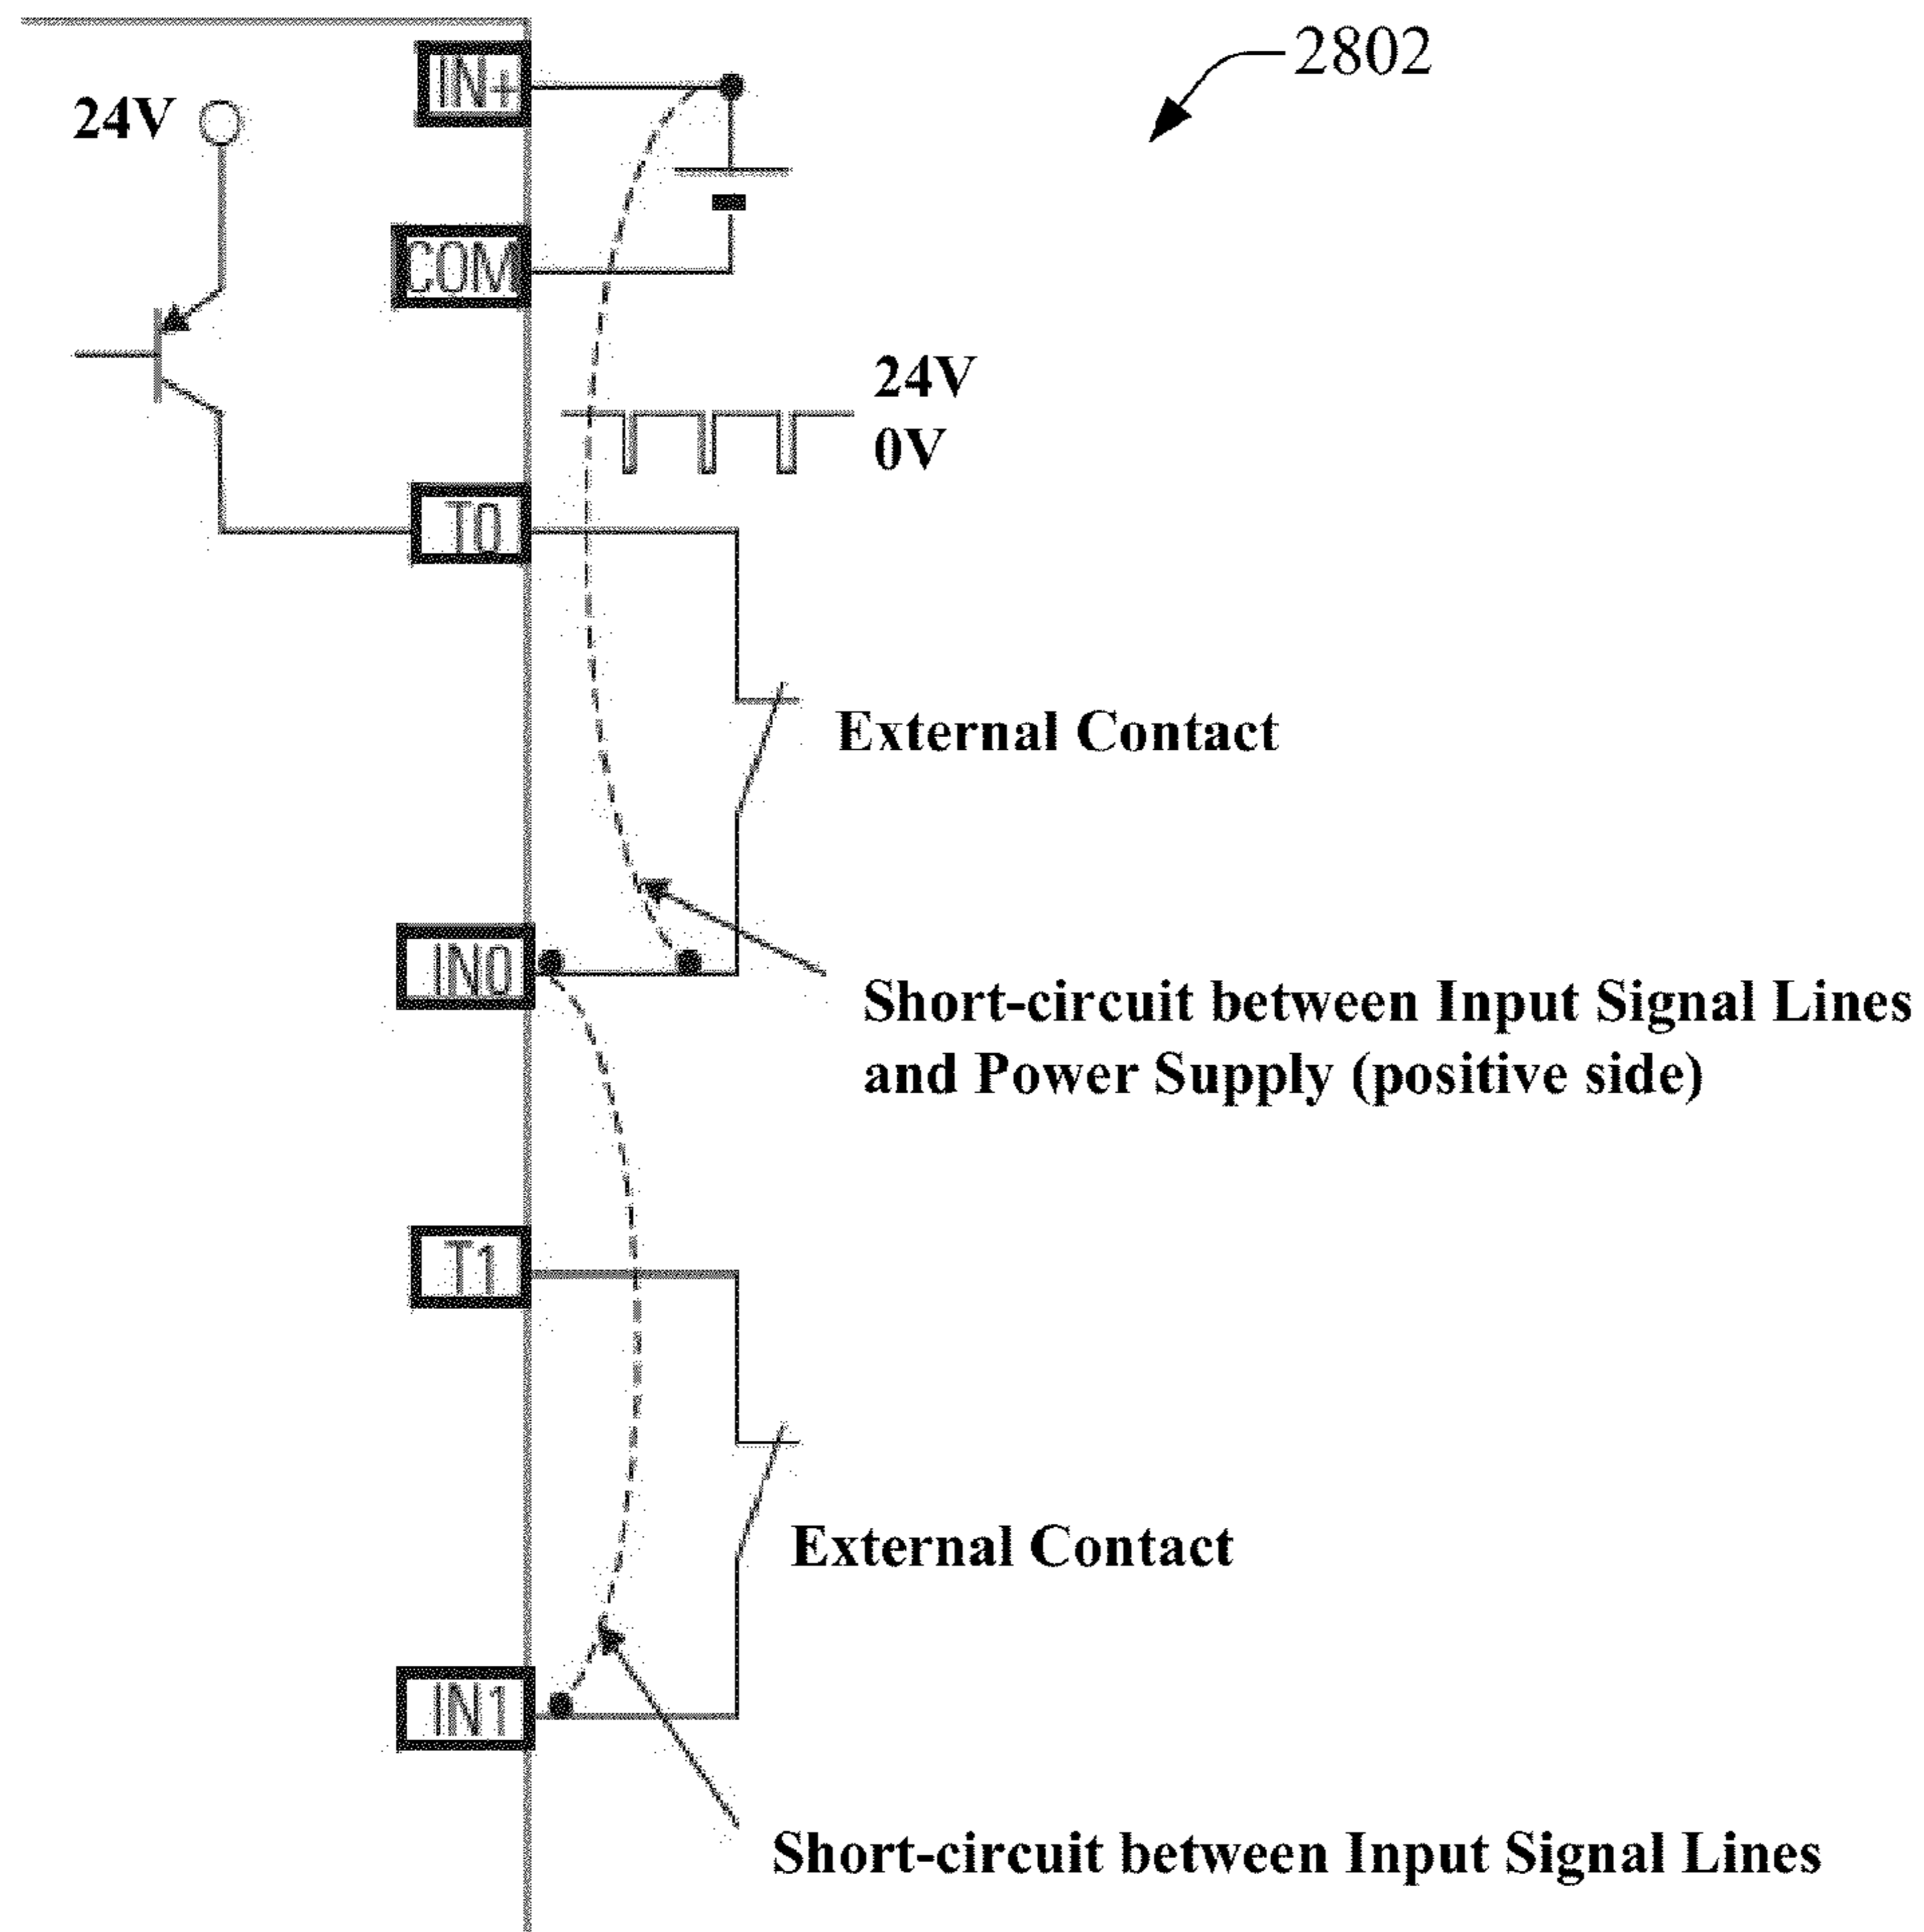 2802
IN+
24V
COM
24V
0V
T0
External Contact
IN0
Short-circuit between Input Signal Lines
and Power Supply (positive side)
T1
External Contact
IN1
Short-circuit between Input Signal Lines